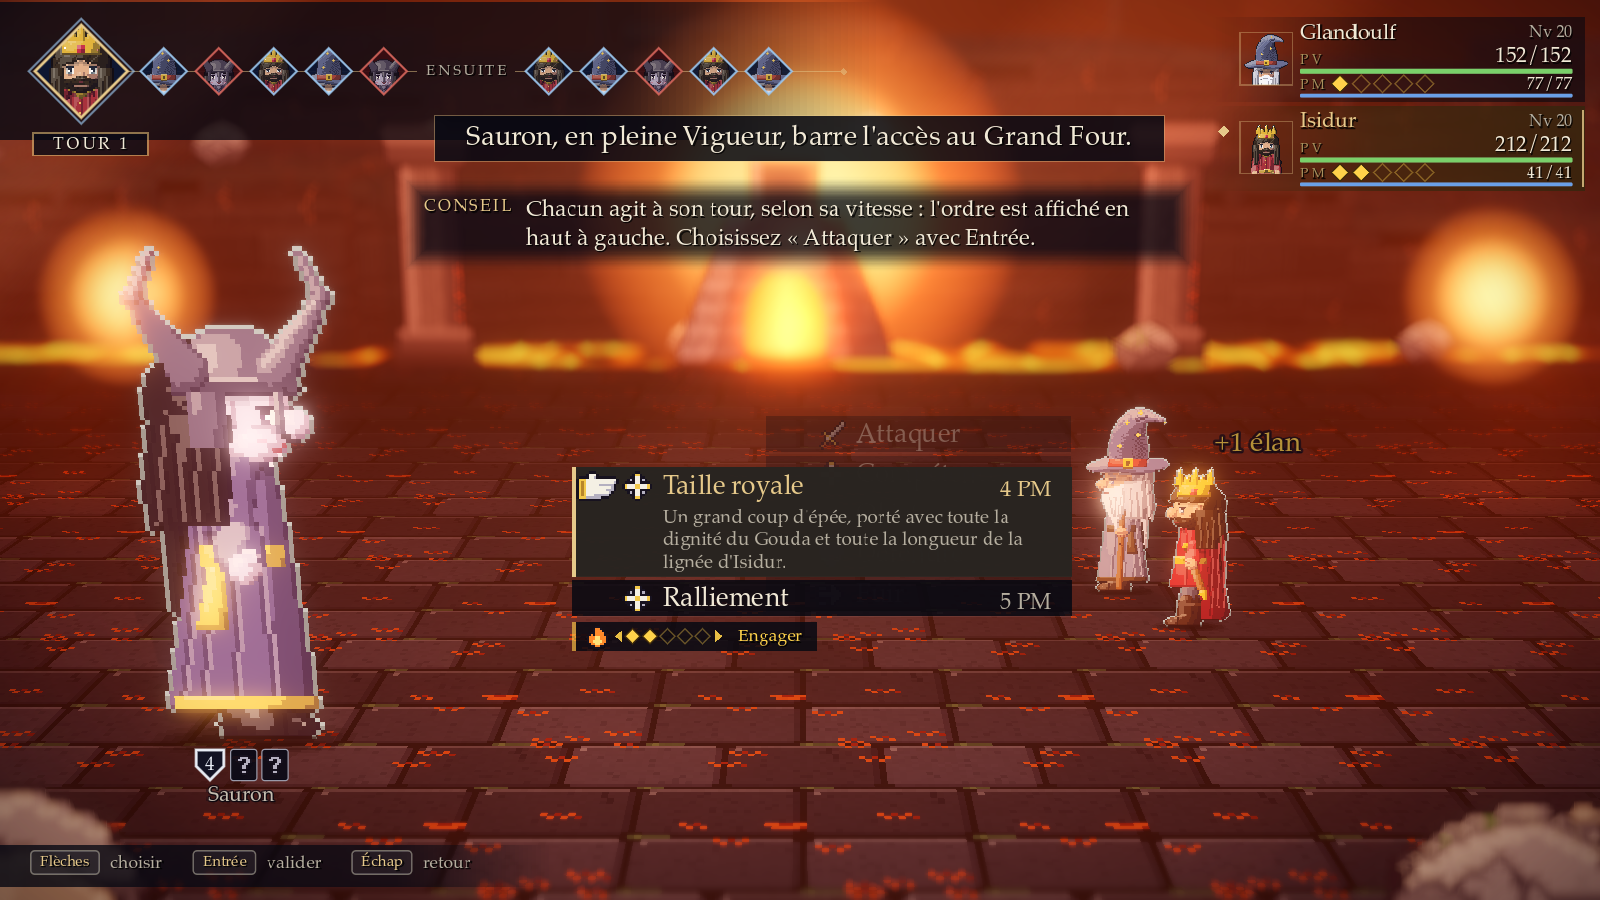 TOUR 1
ENSUITE
Glandoulf
Nv 20
PV
152/152
PM
77/77
Isidur
Nv 20
PV
212/212
PM
41/41
Sauron, en pleine Vigueur, barre l'accès au Grand Four.
CONSEIL
Chacun agit à son tour, selon sa vitesse : l'ordre est affiché en
haut à gauche. Choisissez « Attaquer » avec Entrée.
+1 élan
Attaquer
Taille royale
4 PM
Un grand coup d'épée, porté avec toute la
dignité du Gouda et toute la longueur de la
lignée d'Isidur.
Ralliement
5 PM
Engager
4 ? ?
Sauron
Flèches choisir Entrée valider Échap retour